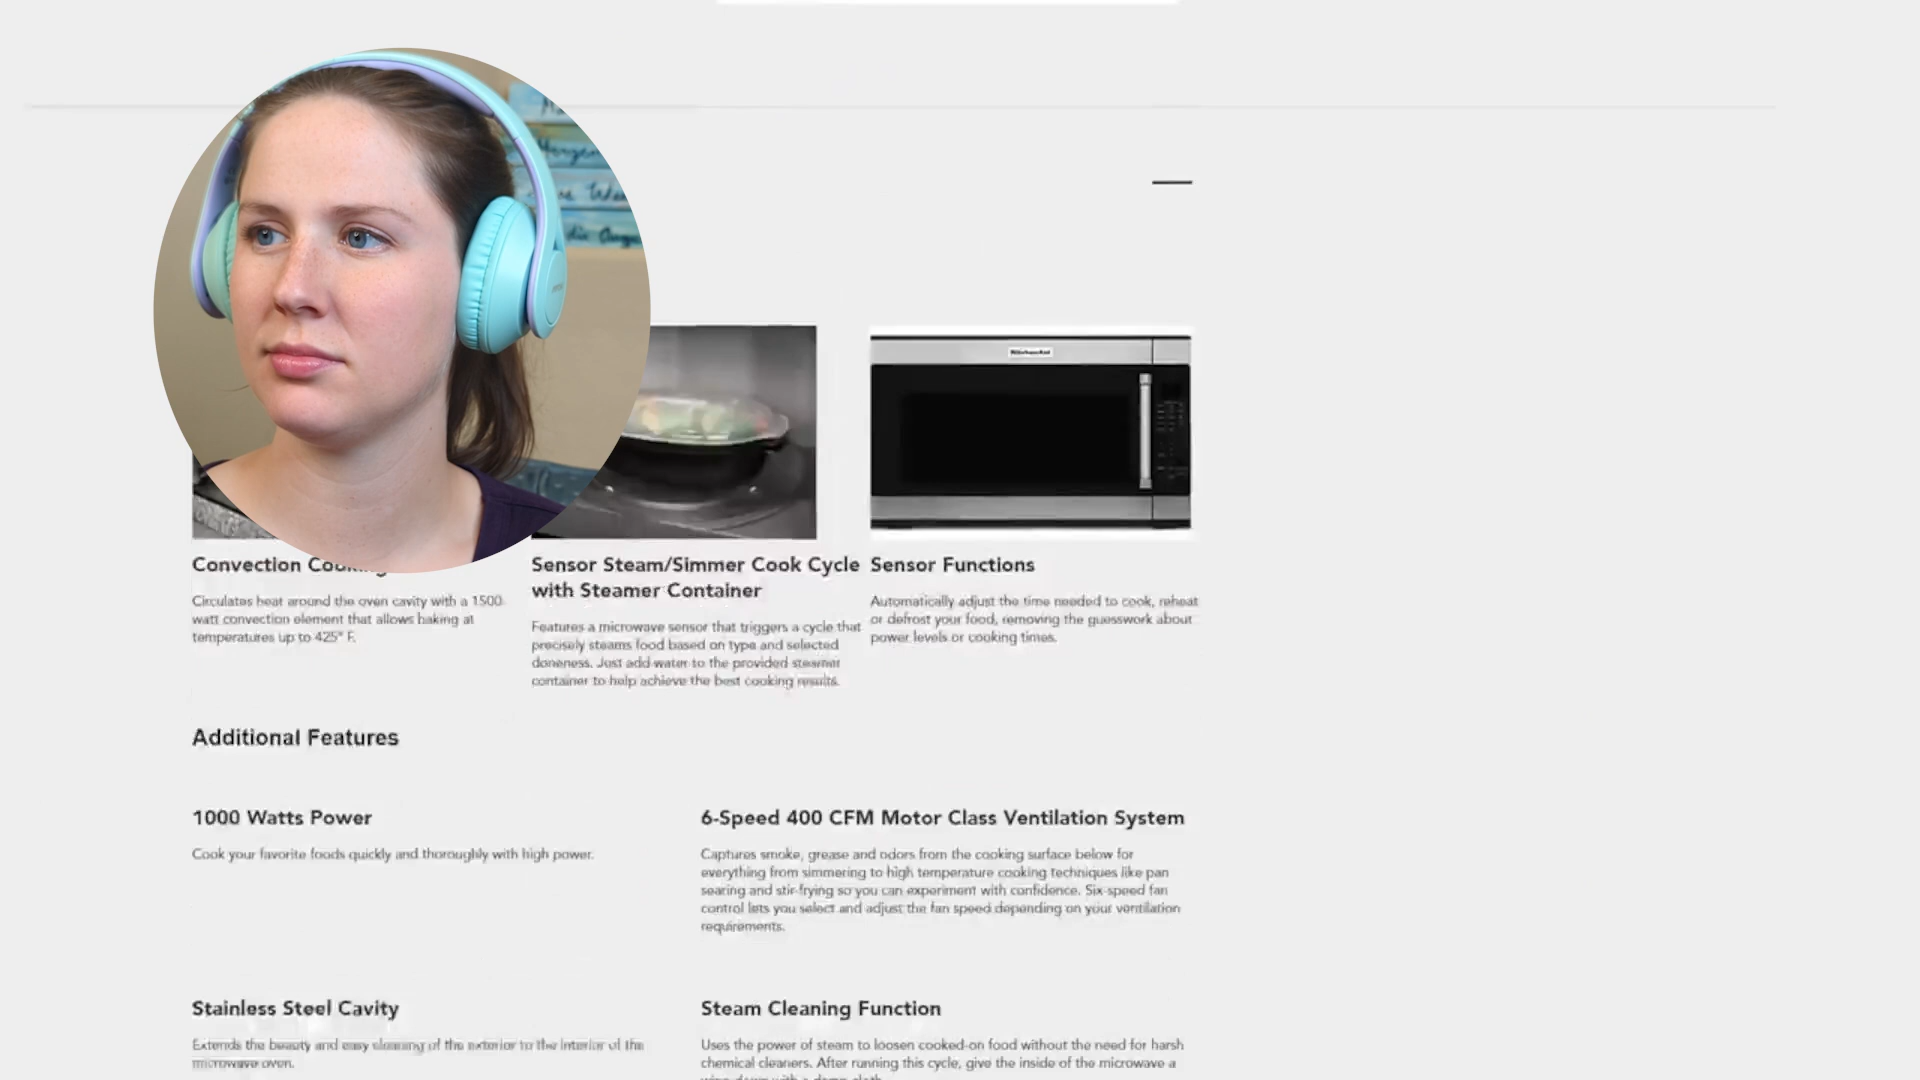 KitchenAid
Convection Cooking
Sensor Steam/Simmer Cook Cycle
with Steamer Container
Sensor Functions
Circulates heat around the oven cavity with a 1500-
watt convection element that allows baking at
temperatures up to 425° F.
Features a microwave sensor that triggers a cycle that
precisely steams food based on type and selected
doneness. Just add water to the provided steamer
container to help achieve the best cooking results.
Automatically adjust the time needed to cook, reheat
or defrost your food, removing the guesswork about
power levels or cooking times.
Additional Features
1000 Watts Power
Cook your favorite foods quickly and thoroughly with high power.
6-Speed 400 CFM Motor Class Ventilation System
Captures smoke, grease and odors from the cooking surface below for
everything from simmering to high temperature cooking techniques like pan
searing and stir-frying so you can experiment with confidence. Six-speed fan
control lets you select and adjust the fan speed depending on your ventilation
requirements.
Stainless Steel Cavity
Extends the beauty and easy cleaning of the exterior to the interior of the
microwave oven.
Steam Cleaning Function
Uses the power of steam to loosen cooked-on food without the need for harsh
chemical cleaners. After running this cycle, give the inside of the microwave a